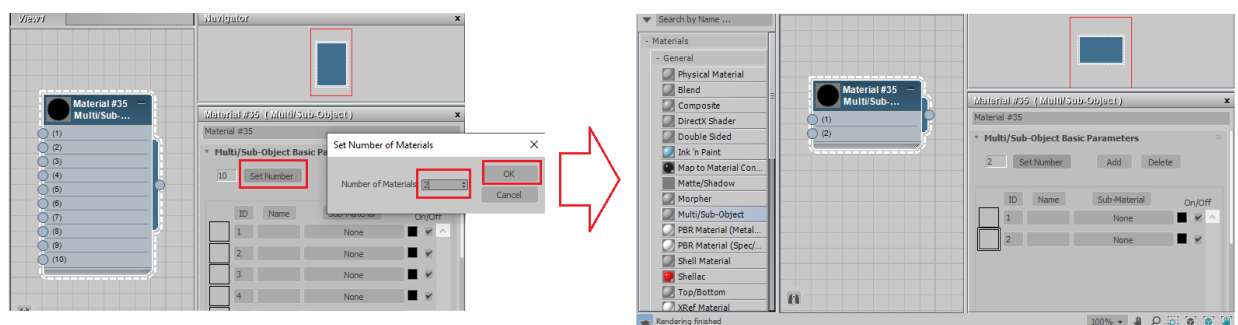 View1
Navigator
x
Material #35
Multi/Sub-...
(1)
(2)
(3)
(4)
(5)
(6)
(7)
(8)
(9)
(10)
Material #35 ( Multi/Sub-Object )
Material #35
Multi/Sub-Object Basic Pa
10
Set Number
ID
Name
Sub-Material
On/Off
1
None
2
None
3
None
4
None
Set Number of Materials
X
Number of Materials:
2
OK
Cancel
Search by Name ...
- Materials
- General
Physical Material
Blend
Composite
DirectX Shader
Double Sided
Ink 'n Paint
Map to Material Con...
Matte/Shadow
Morpher
Multi/Sub-Object
PBR Material (Metal...
PBR Material (Spec/...
Shell Material
Shellac
Top/Bottom
XRef Material
Rendering finished
Material #35
Multi/Sub-...
(1)
(2)
Material #35 ( Multi/Sub-Object )
x
Material #35
Multi/Sub-Object Basic Parameters
2
Set Number
Add
Delete
ID
Name
Sub-Material
On/Off
1
None
2
None
100%